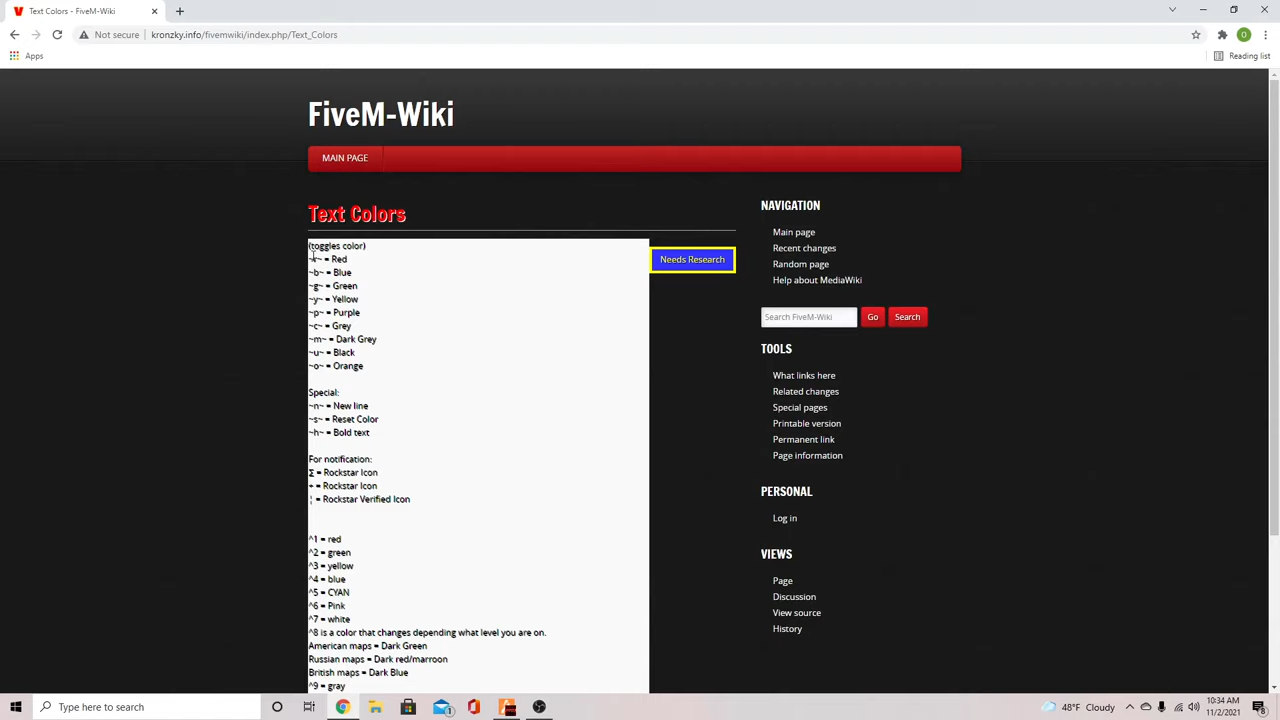 Text Colors - FiveM-Wiki
Not secure
kronzky.info/fivemwiki/index.php/Text_Colors
O
Apps
Reading list
FiveM-Wiki
MAIN PAGE
Text Colors
(toggles color)
~r~ = Red
~b~ = Blue
~g~ = Green
~y~ = Yellow
~p~ = Purple
~c~ = Grey
~m~ = Dark Grey
~u~ = Black
~o~ = Orange
Special:
~n~ = New line
~s~ = Reset Color
~h~ = Bold text
For notification:
Σ = Rockstar Icon
÷ = Rockstar Icon
¦ = Rockstar Verified Icon
^1 = red
^2 = green
^3 = yellow
^4 = blue
^5 = CYAN
^6 = Pink
^7 = white
^8 is a color that changes depending what level you are on.
American maps = Dark Green
Russian maps = Dark red/marroon
British maps = Dark Blue
^9 = gray
Needs Research
NAVIGATION
Main page
Recent changes
Random page
Help about MediaWiki
Search FiveM-Wiki
Go
Search
TOOLS
What links here
Related changes
Special pages
Printable version
Permanent link
Page information
PERSONAL
Log in
VIEWS
Page
Discussion
View source
History
Type here to search
1
48°F Cloudy
10:34 AM
11/2/2021
8